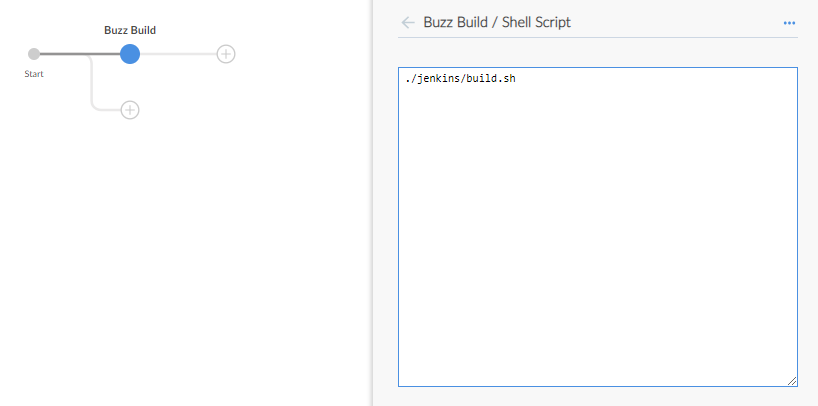 Buzz Build
Start
Buzz Build / Shell Script
./jenkins/build.sh